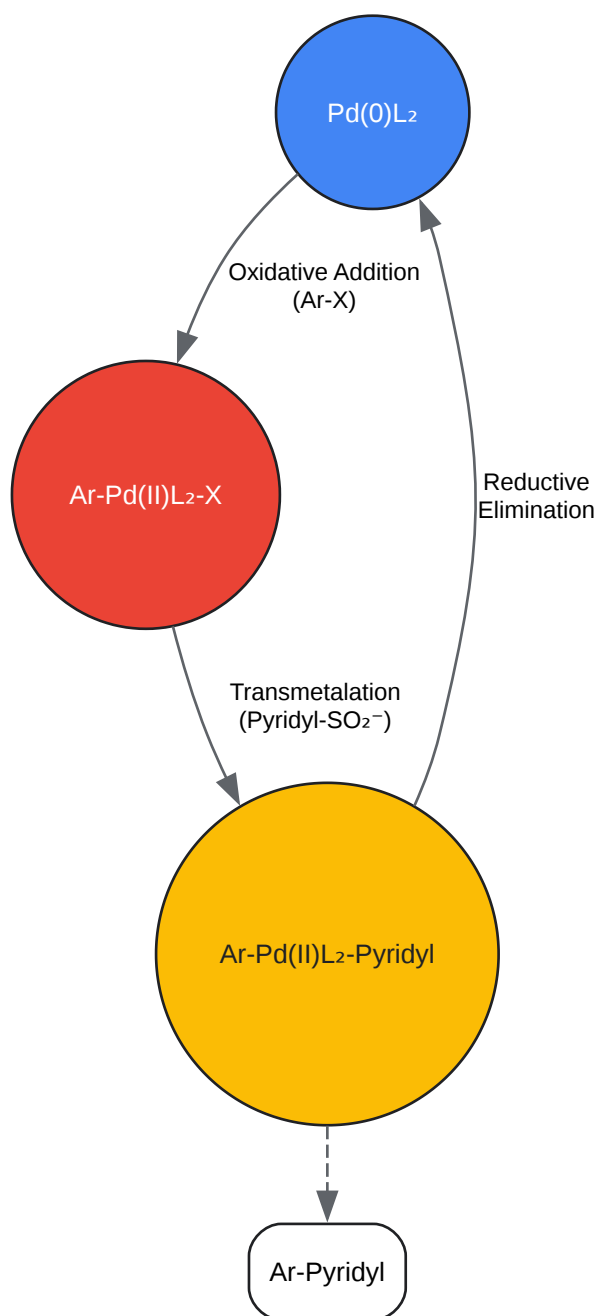 Pd(0)L₂
Oxidative Addition
(Ar-X)
Ar-Pd(II)L₂-X
Reductive
Elimination
Transmetalation
(Pyridyl-SO₂⁻)
Ar-Pd(II)L₂-Pyridyl
Ar-Pyridyl